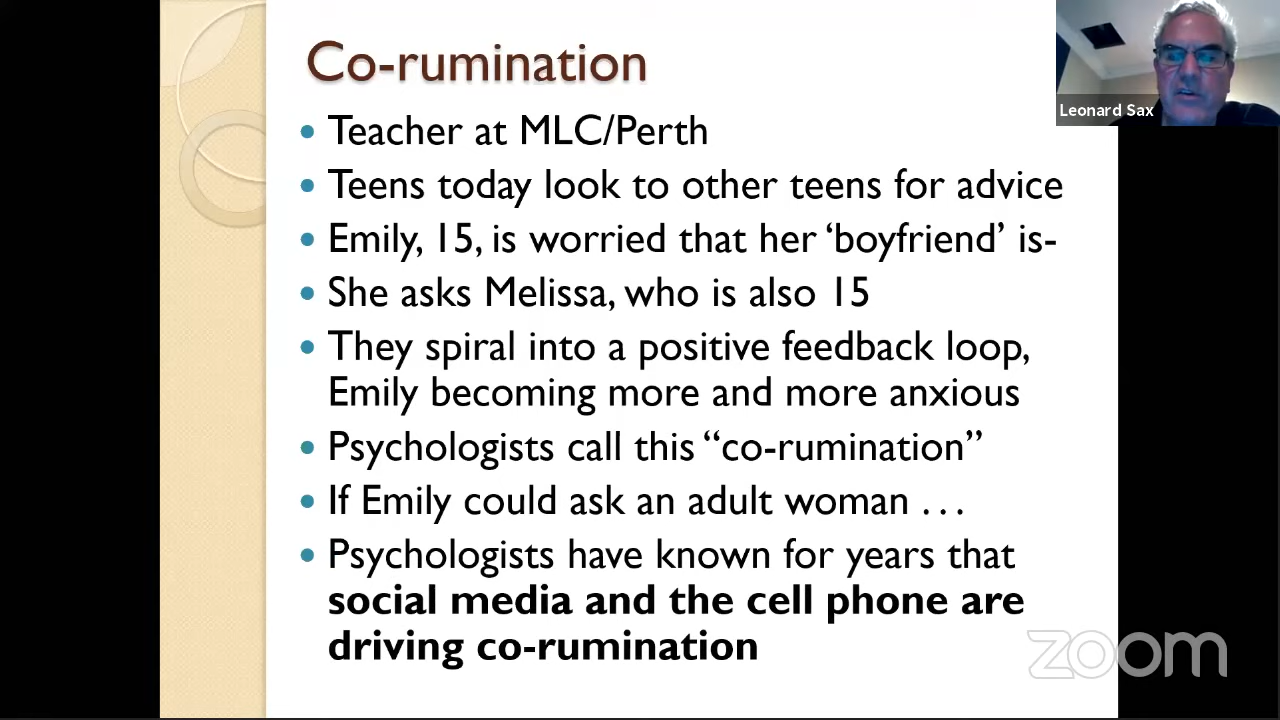 Co-rumination
Leonard Sax
• Teacher at MLC/Perth
• Teens today look to other teens for advice
• Emily, 15, is worried that her ‘boyfriend’ is-
• She asks Melissa, who is also 15
• They spiral into a positive feedback loop,
Emily becoming more and more anxious
• Psychologists call this “co-rumination”
• If Emily could ask an adult woman . . .
• Psychologists have known for years that
social media and the cell phone are
driving co-rumination
zoom